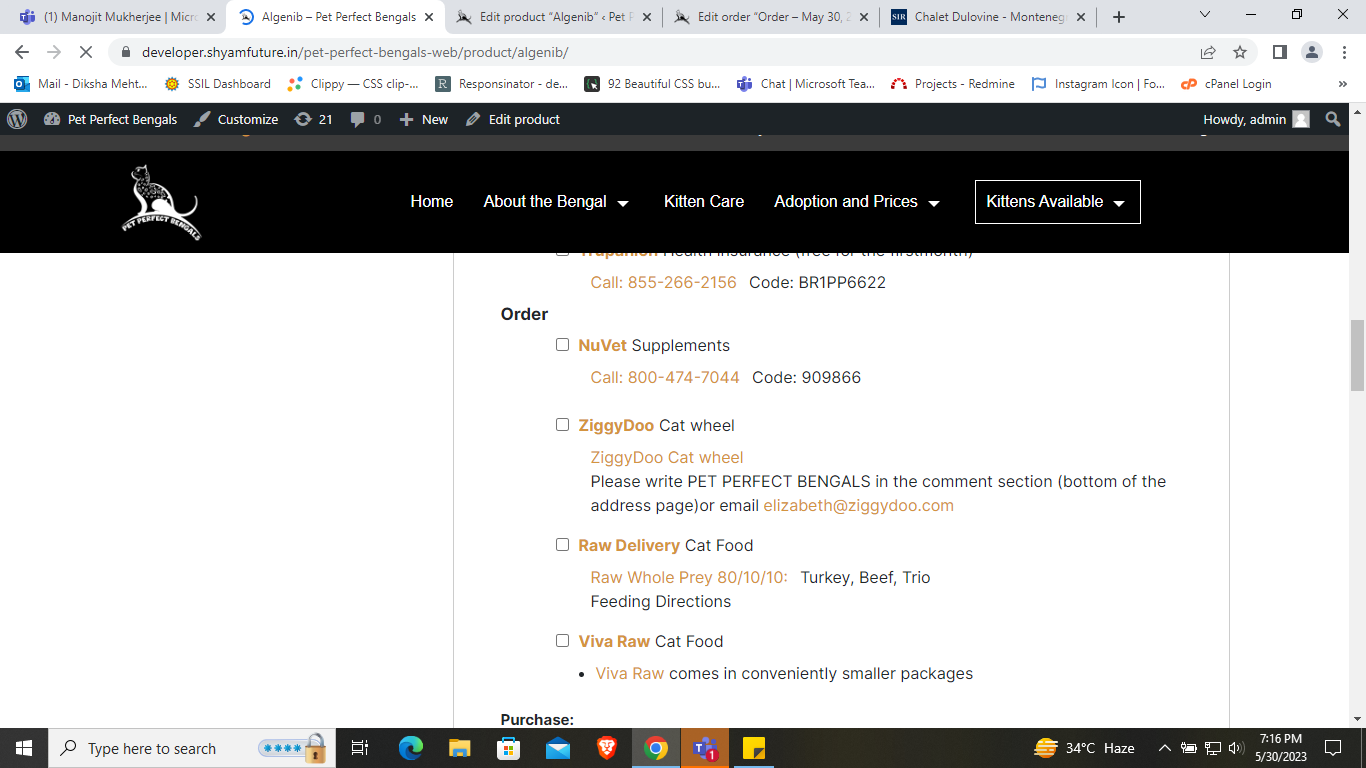 (1) Manojit Mukherjee | Micro
Algenib – Pet Perfect Bengals
Edit product “Algenib” ‹ Pet P
Edit order “Order – May 30, 2
SIR
Chalet Dulovine - Montenegr
developer.shyamfuture.in/pet-perfect-bengals-web/product/algenib/
Mail - Diksha Meht...
SSIL Dashboard
Clippy — CSS clip-...
R
Responsinator - de...
92 Beautiful CSS bu...
Chat | Microsoft Tea...
Projects - Redmine
Instagram Icon | Fo...
cPanel Login
Pet Perfect Bengals
Customize
21
0
New
Edit product
Howdy, admin
PET PERFECT BENGALS
Home
About the Bengal
Kitten Care
Adoption and Prices
Kittens Available
Trupanion Health Insurance (free for the firstmonth)
Call: 855-266-2156 Code: BR1PP6622
Order
NuVet Supplements
Call: 800-474-7044 Code: 909866
ZiggyDoo Cat wheel
ZiggyDoo Cat wheel
Please write PET PERFECT BENGALS in the comment section (bottom of the
address page)or email elizabeth@ziggydoo.com
Raw Delivery Cat Food
Raw Whole Prey 80/10/10: Turkey, Beef, Trio
Feeding Directions
Viva Raw Cat Food
• Viva Raw comes in conveniently smaller packages
Purchase:
Type here to search
1
34°C Haze
7:16 PM
5/30/2023